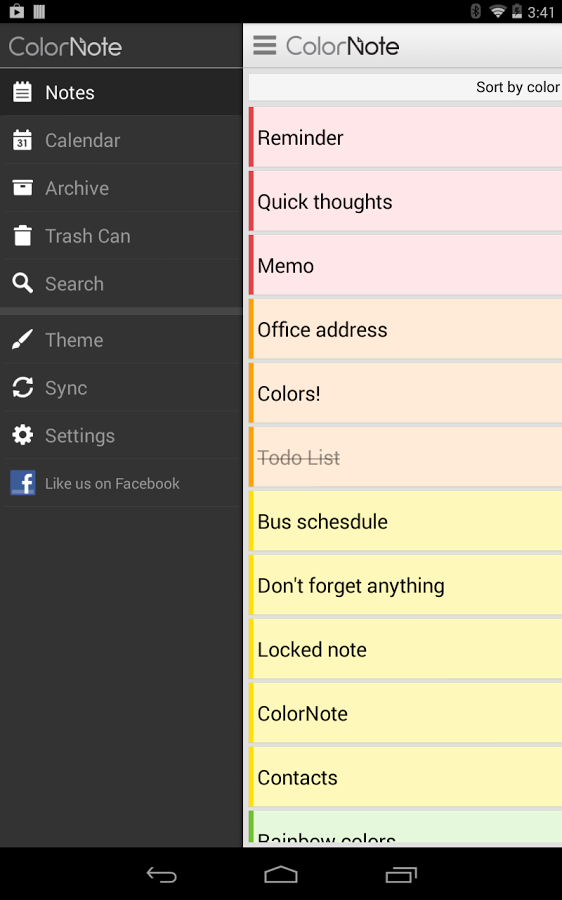 3:41
ColorNote
Notes
31
Calendar
Archive
Trash Can
Search
Theme
Sync
Settings
f
Like us on Facebook
ColorNote
Sort by color
Reminder
Quick thoughts
Memo
Office address
Colors!
Todo List
Bus schesdule
Don't forget anything
Locked note
ColorNote
Contacts
Rainbow colors